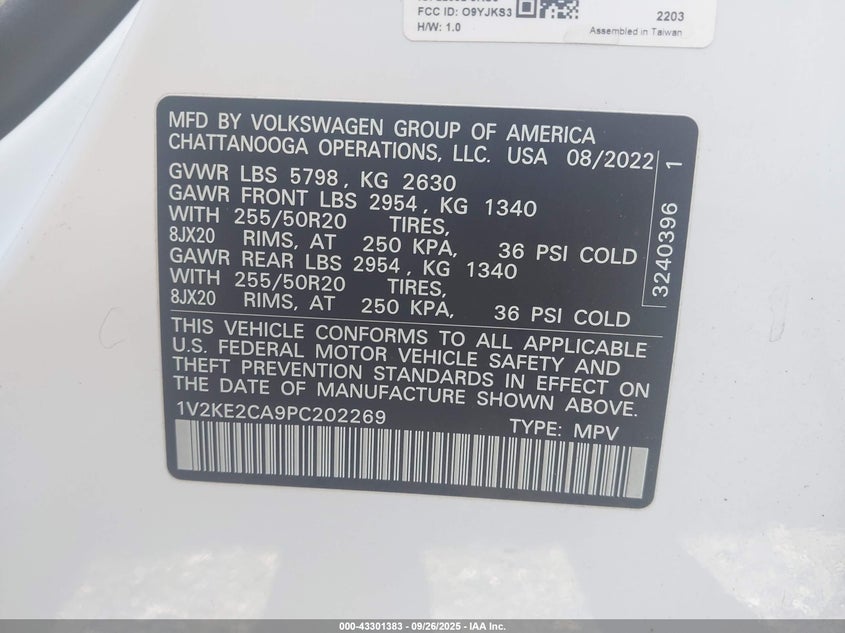 FCC ID: O9YJKS3
H/W: 1.0
2203
Assembled in Taiwan
MFD BY VOLKSWAGEN GROUP OF AMERICA
CHATTANOOGA OPERATIONS, LLC. USA 08/2022
GVWR LBS 5798, KG 2630
GAWR FRONT LBS 2954, KG 1340
WITH 255/50R20 TIRES,
8JX20 RIMS, AT 250 KPA, 36 PSI COLD
GAWR REAR LBS 2954, KG 1340
WITH 255/50R20 TIRES,
8JX20 RIMS, AT 250 KPA, 36 PSI COLD
3240396 1
THIS VEHICLE CONFORMS TO ALL APPLICABLE
U.S. FEDERAL MOTOR VEHICLE SAFETY AND
THEFT PREVENTION STANDARDS IN EFFECT ON
THE DATE OF MANUFACTURE SHOWN ABOVE.
1V2KE2CA9PC202269 TYPE: MPV
000-43301383 - 09/26/2025 - IAA Inc.